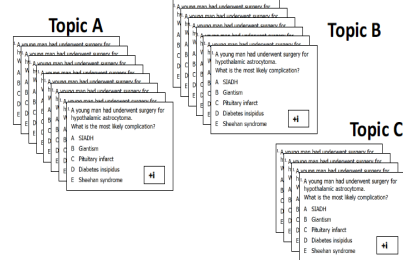 Topic A
A young man had underwent surgery for
hypothalamic astrocytoma.
What is the most likely complication?
A SIADH
B Gantism
C Pituitary infarct
D Diabetes insipidus
E Sheehan syndrome
+i
Topic B
A young man had underwent surgery for
hypothalamic astrocytoma.
What is the most likely complication?
A SIADH
B Gantism
C Pituitary infarct
D Diabetes insipidus
E Sheehan syndrome
+i
Topic C
A young man had underwent surgery for
hypothalamic astrocytoma.
What is the most likely complication?
A SIADH
B Gantism
C Pituitary infarct
D Diabetes insipidus
E Sheehan syndrome
+i